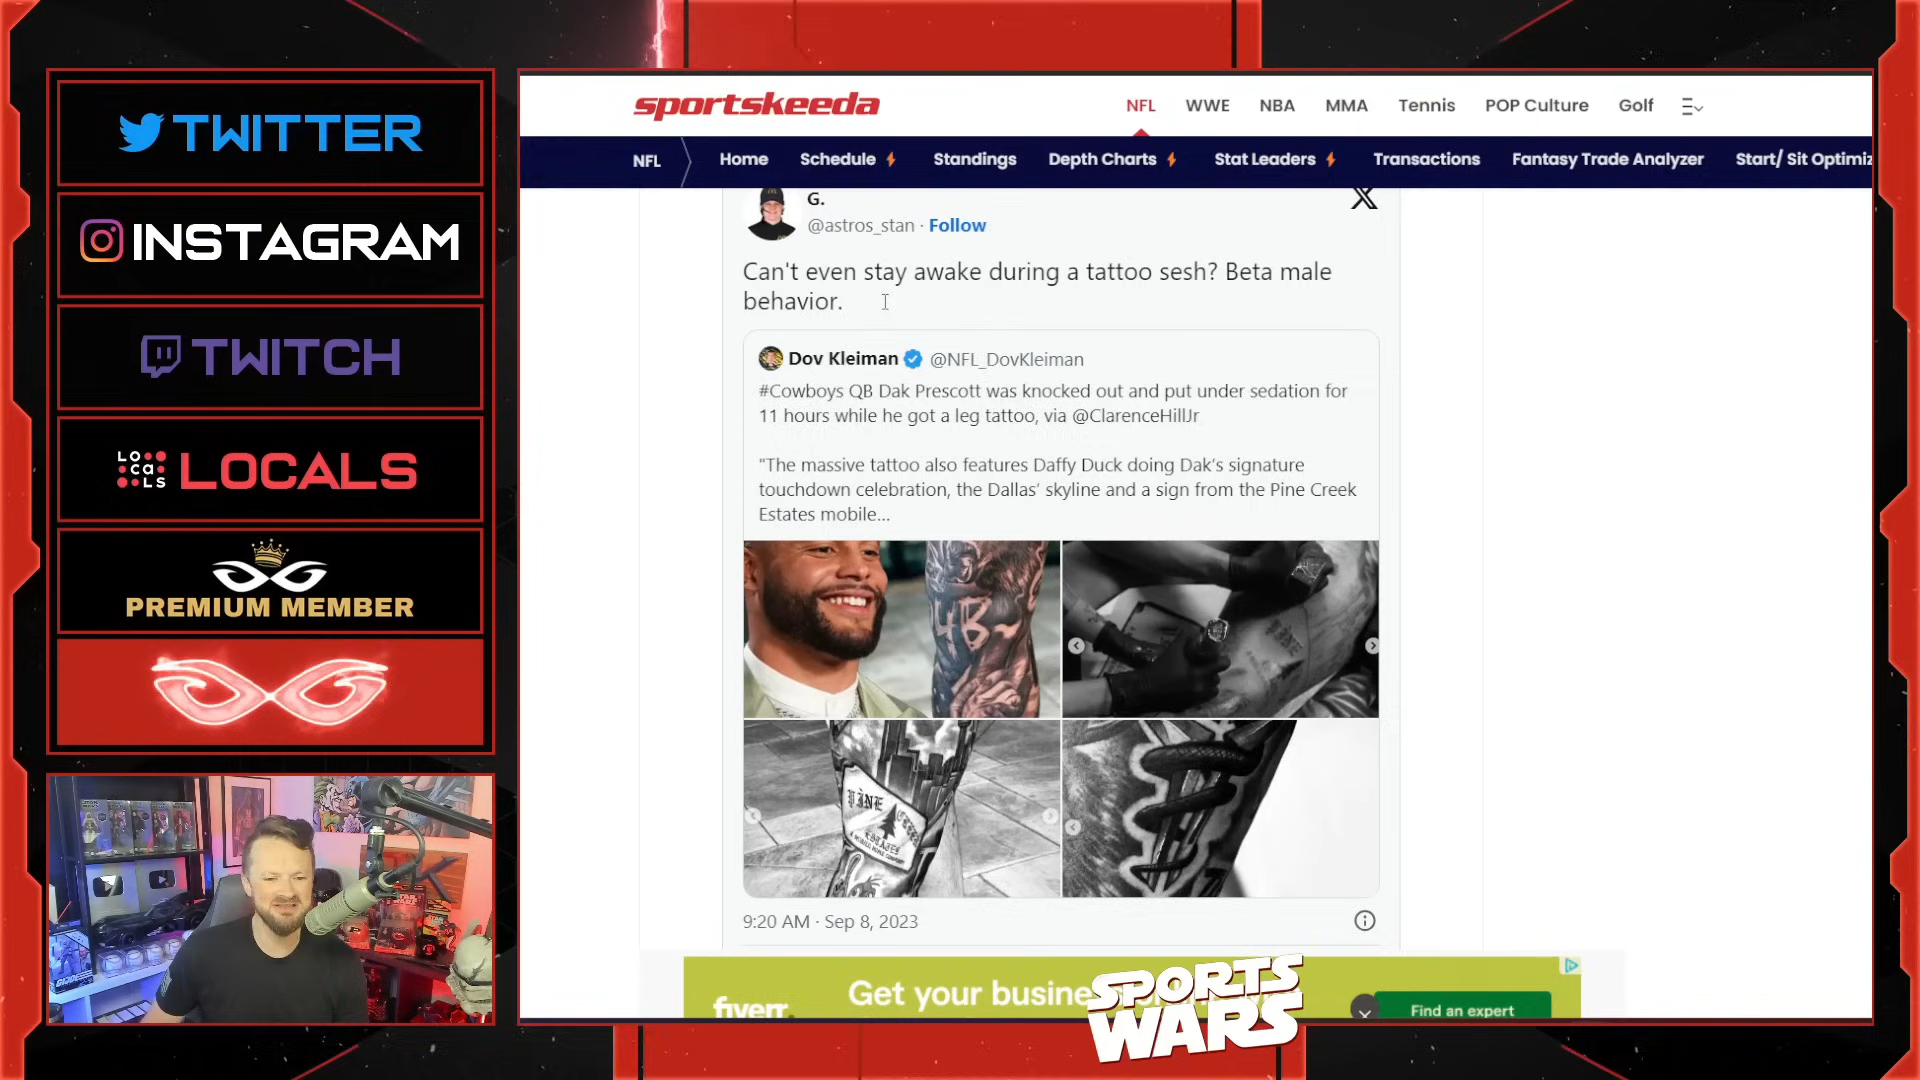 TWITTER
INSTAGRAM
TWITCH
LOCALS
LOCALS
PREMIUM MEMBER
sportskeeda
NFL WWE NBA MMA Tennis POP Culture Golf
NFL Home Schedule Standings Depth Charts Stat Leaders Transactions Fantasy Trade Analyzer Start/ Sit Optimiz
G.
@astros_stan · Follow
Can't even stay awake during a tattoo sesh? Beta male
behavior.
Dov Kleiman @NFL_DovKleiman
#Cowboys QB Dak Prescott was knocked out and put under sedation for
11 hours while he got a leg tattoo, via @ClarenceHillJr
"The massive tattoo also features Daffy Duck doing Dak's signature
touchdown celebration, the Dallas' skyline and a sign from the Pine Creek
Estates mobile...
4B
PINE
ESTATES
9:20 AM · Sep 8, 2023
fiverr.
Get your busine
Find an expert
SPORTS
WARS